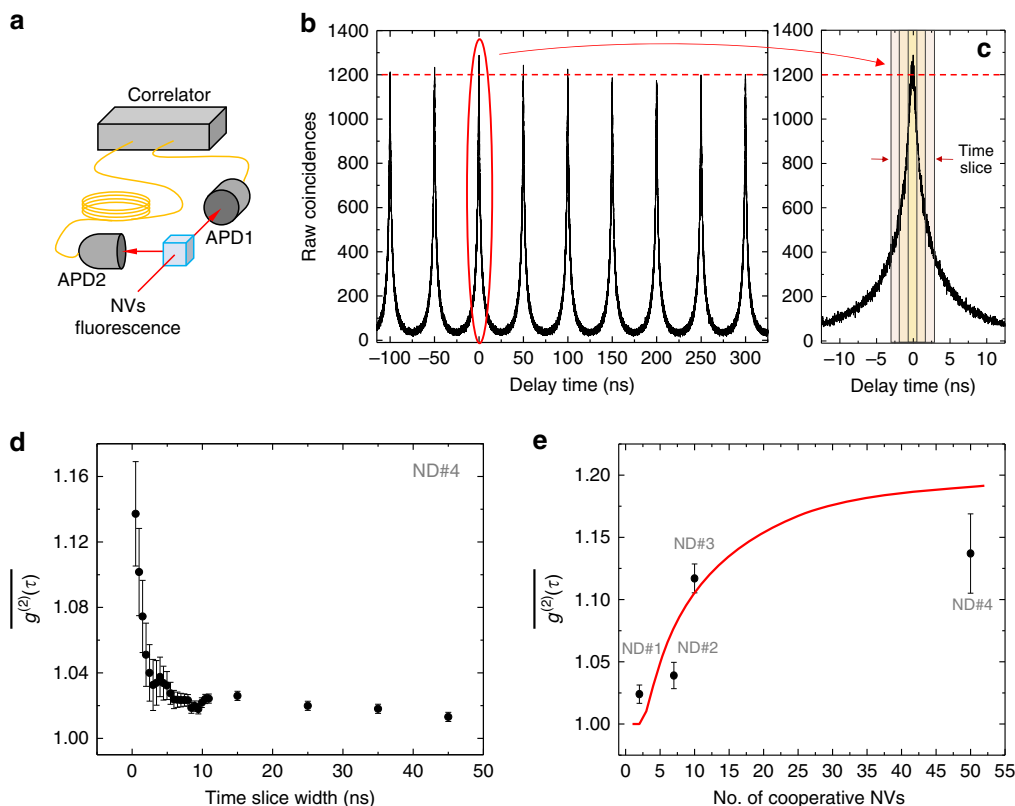 a
Correlator
APD1
APD2
NVs
fluorescence
b
Raw coincidences
1400
1200
1000
800
600
400
200
0
−100 −50 0 50 100 150 200 250 300
Delay time (ns)
c
1400
1200
1000
800
600
400
200
0
Time
slice
−10 −5 0 5 10
Delay time (ns)
d
ND#4
g(2)(τ)
1.16
1.12
1.08
1.04
1.00
0 10 20 30 40 50
Time slice width (ns)
e
g(2)(τ)
1.20
1.15
1.10
1.05
1.00
ND#3
ND#1
ND#2
ND#4
0 5 10 15 20 25 30 35 40 45 50 55
No. of cooperative NVs